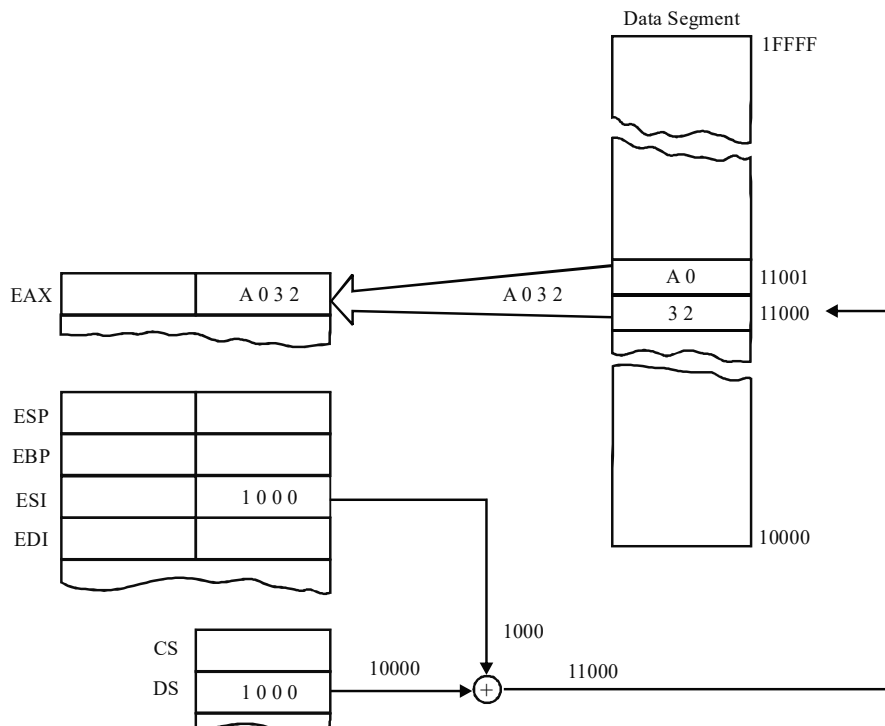 Data Segment
1FFFF
A 0
11001
EAX
A 0 3 2
A 0 3 2
3 2
11000
ESP
EBP
ESI
1 0 0 0
EDI
10000
1000
CS
10000
11000
DS
1 0 0 0
+